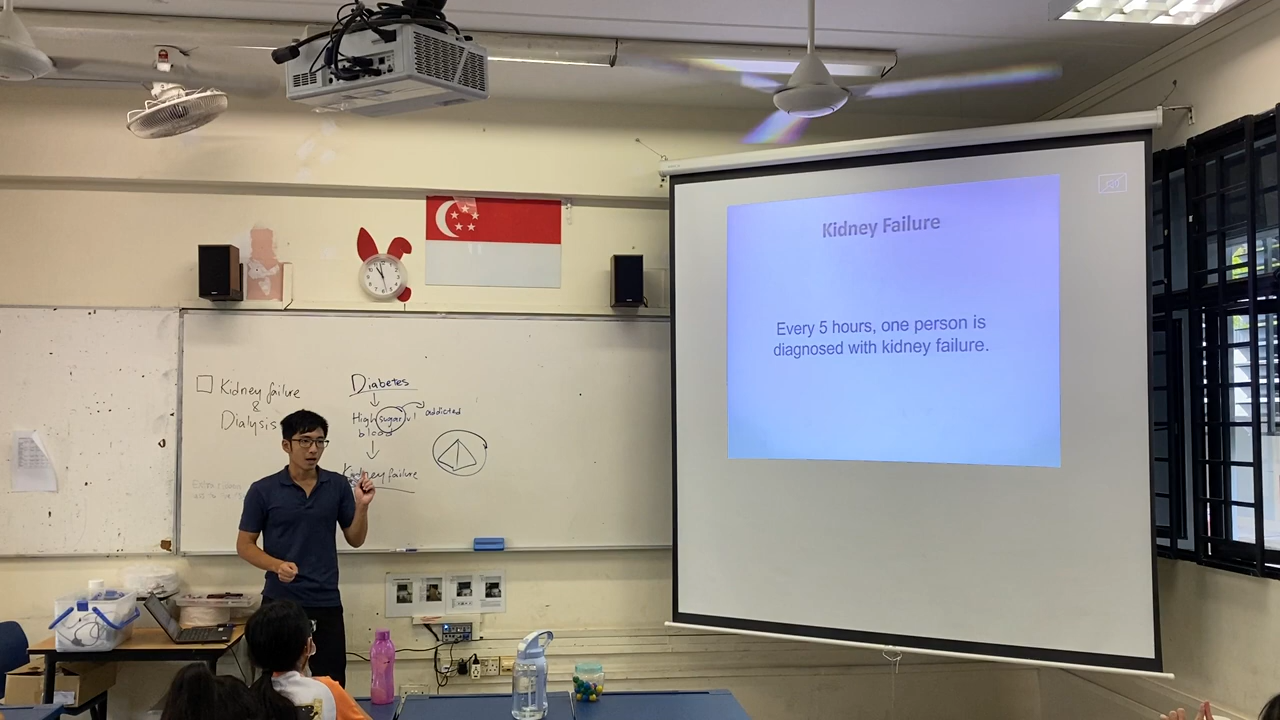 Kidney Failure
Every 5 hours, one person is
diagnosed with kidney failure.
Kidney failure
&
Dialysis
Diabetes
High sugar addicted
blood
Kidney failure